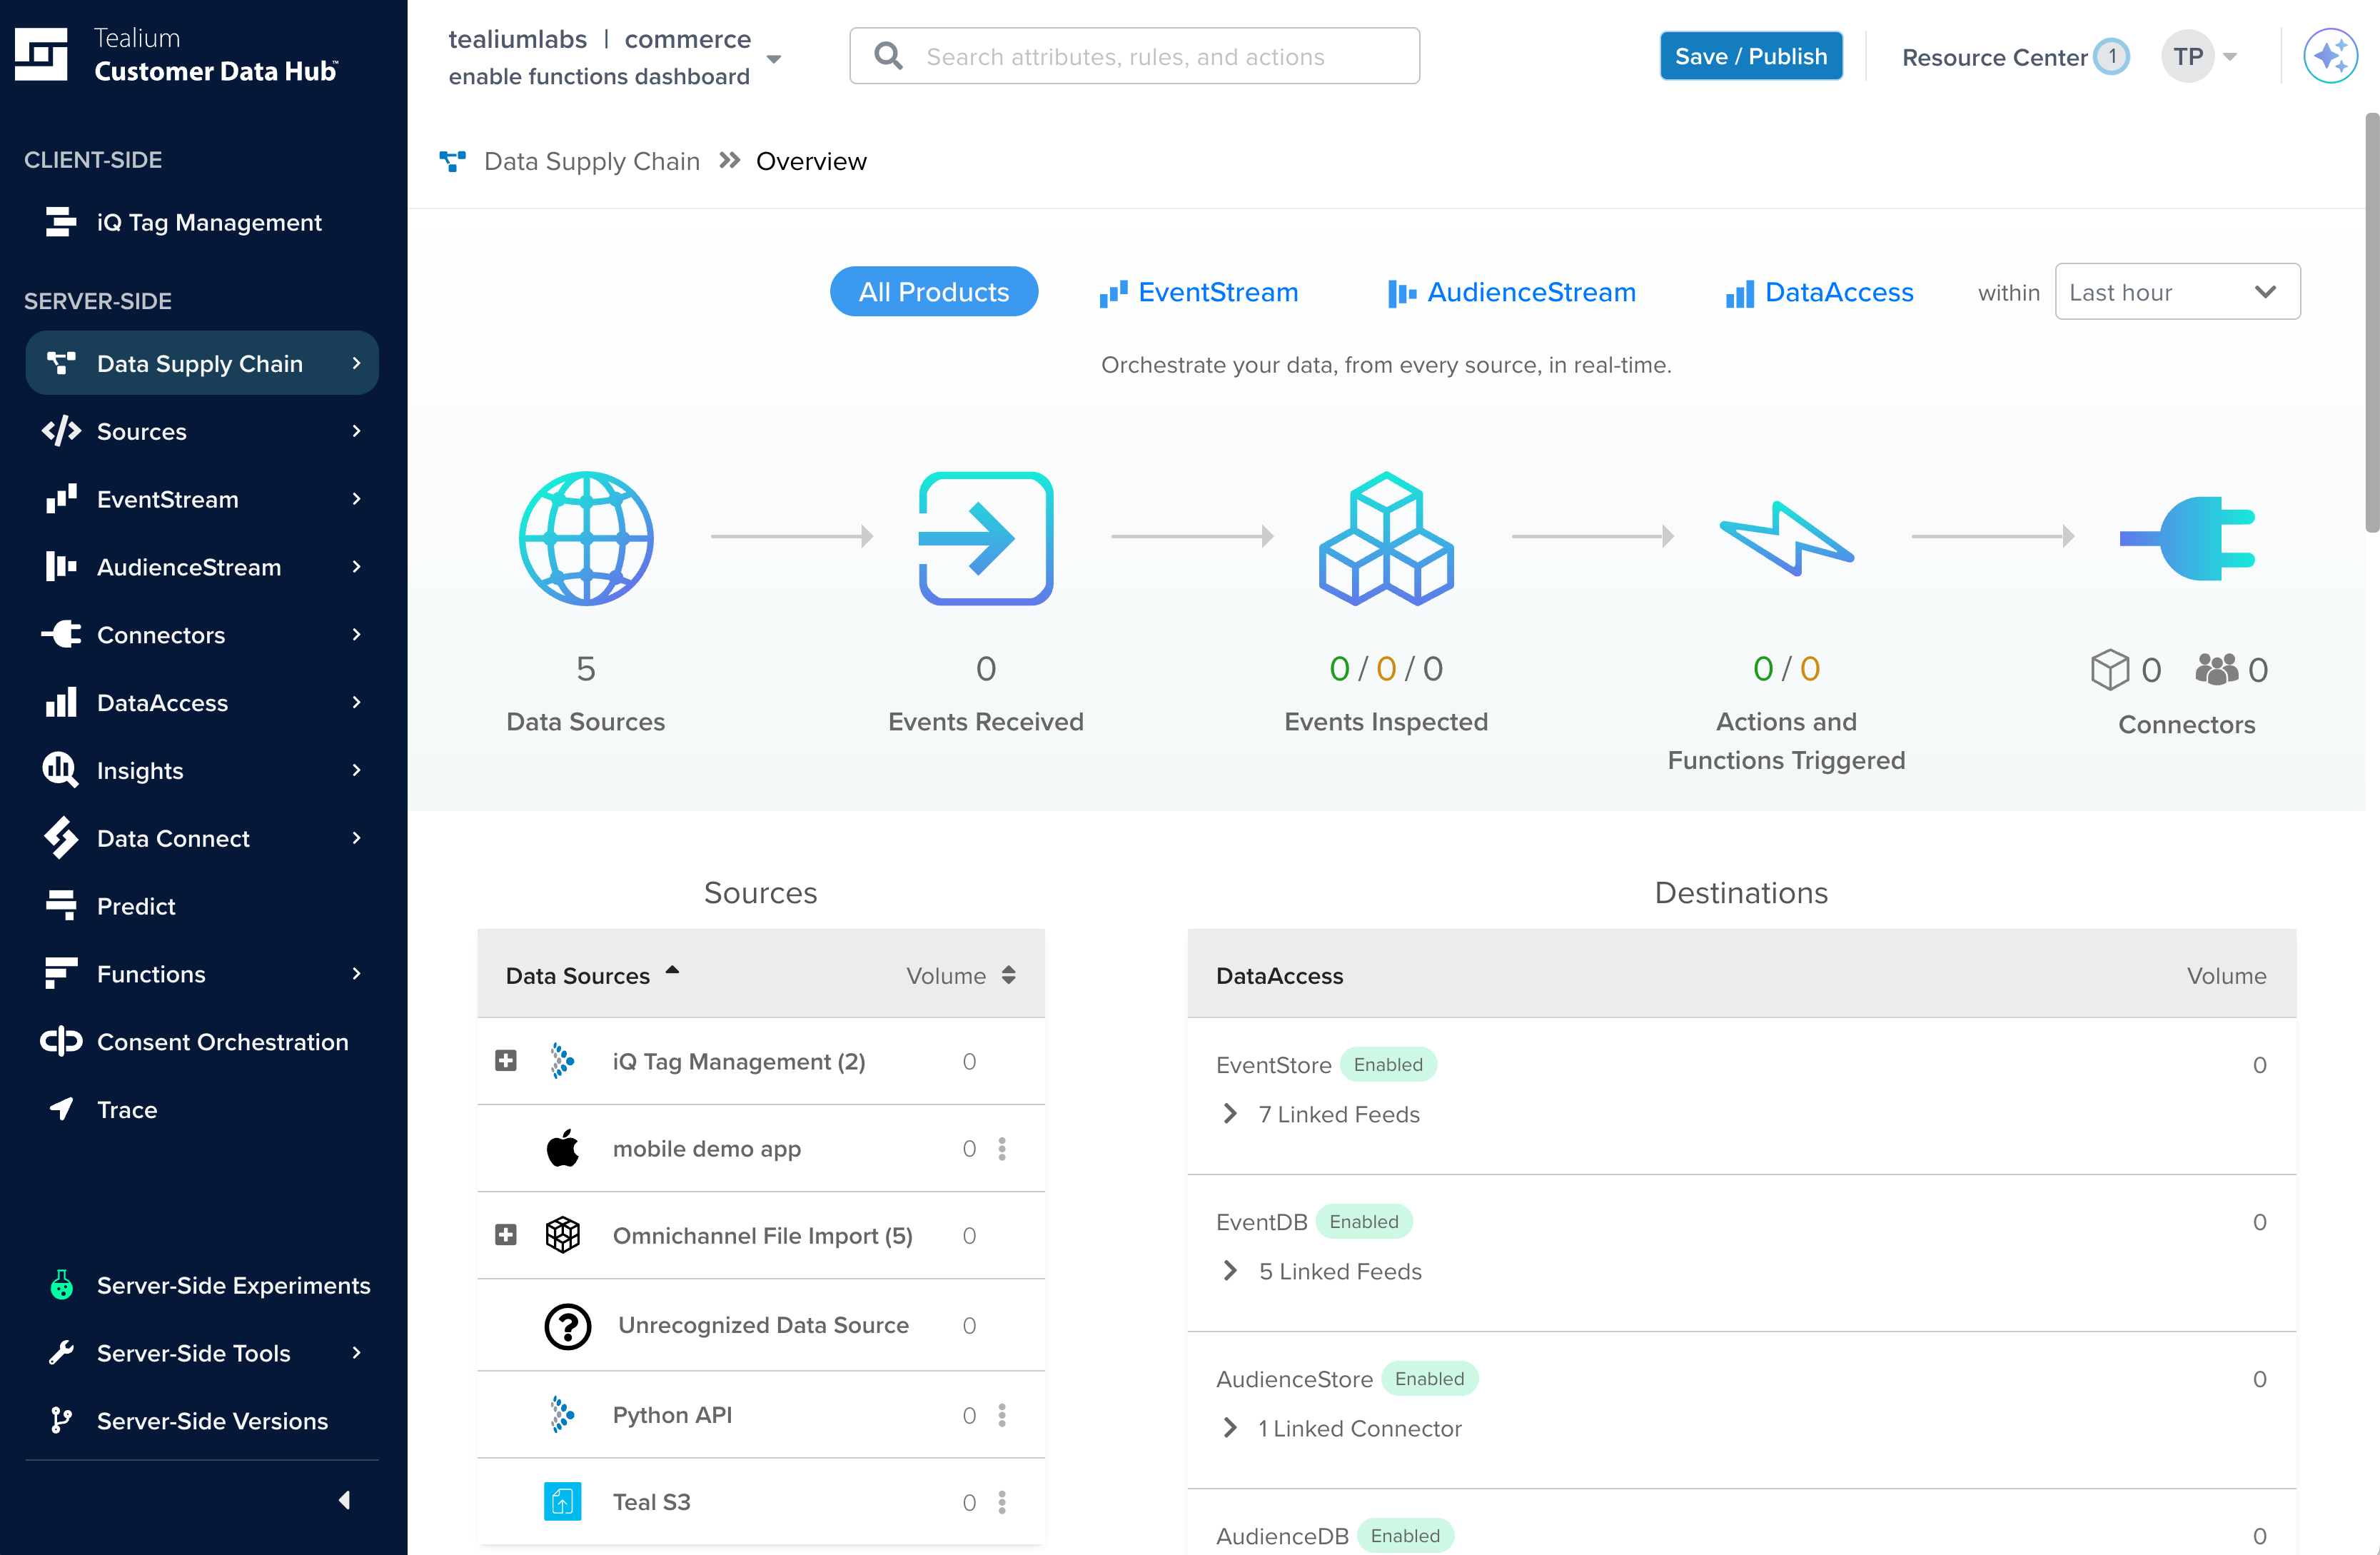 Tealium
Customer Data Hub™
CLIENT-SIDE
iQ Tag Management
SERVER-SIDE
Data Supply Chain
Sources
EventStream
AudienceStream
Connectors
DataAccess
Insights
Data Connect
Predict
Functions
Consent Orchestration
Trace
Server-Side Experiments
Server-Side Tools
Server-Side Versions
tealiumlabs | commerce
enable functions dashboard
Search attributes, rules, and actions
Save / Publish
Resource Center 1
TP
Data Supply Chain » Overview
All Products EventStream AudienceStream DataAccess within Last hour
Orchestrate your data, from every source, in real-time.
5
Data Sources
0
Events Received
0 / 0 / 0
Events Inspected
0 / 0
Actions and
Functions Triggered
0 0
Connectors
Sources
Data Sources Volume
iQ Tag Management (2) 0
mobile demo app 0
Omnichannel File Import (5) 0
Unrecognized Data Source 0
Python API 0
Teal S3 0
Destinations
DataAccess Volume
EventStore Enabled 0
7 Linked Feeds
EventDB Enabled 0
5 Linked Feeds
AudienceStore Enabled 0
1 Linked Connector
AudienceDB Enabled 0